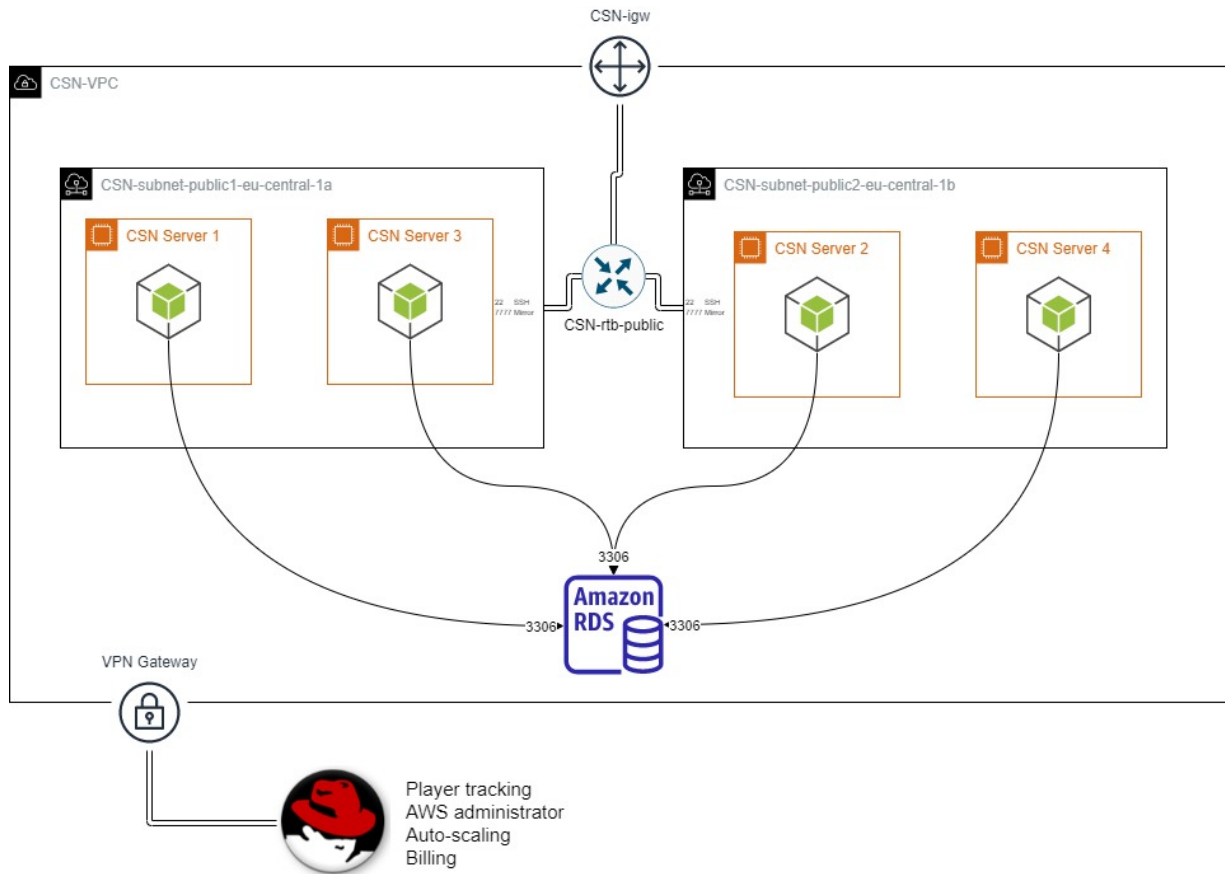 CSN-igw
CSN-VPC
CSN-subnet-public1-eu-central-1a
CSN-subnet-public2-eu-central-1b
CSN Server 1
CSN Server 3
CSN Server 2
CSN Server 4
22 SSH
7777 Mirror
22 SSH
7777 Mirror
CSN-rtb-public
3306
Amazon
RDS
3306
3306
VPN Gateway
Player tracking
AWS administrator
Auto-scaling
Billing